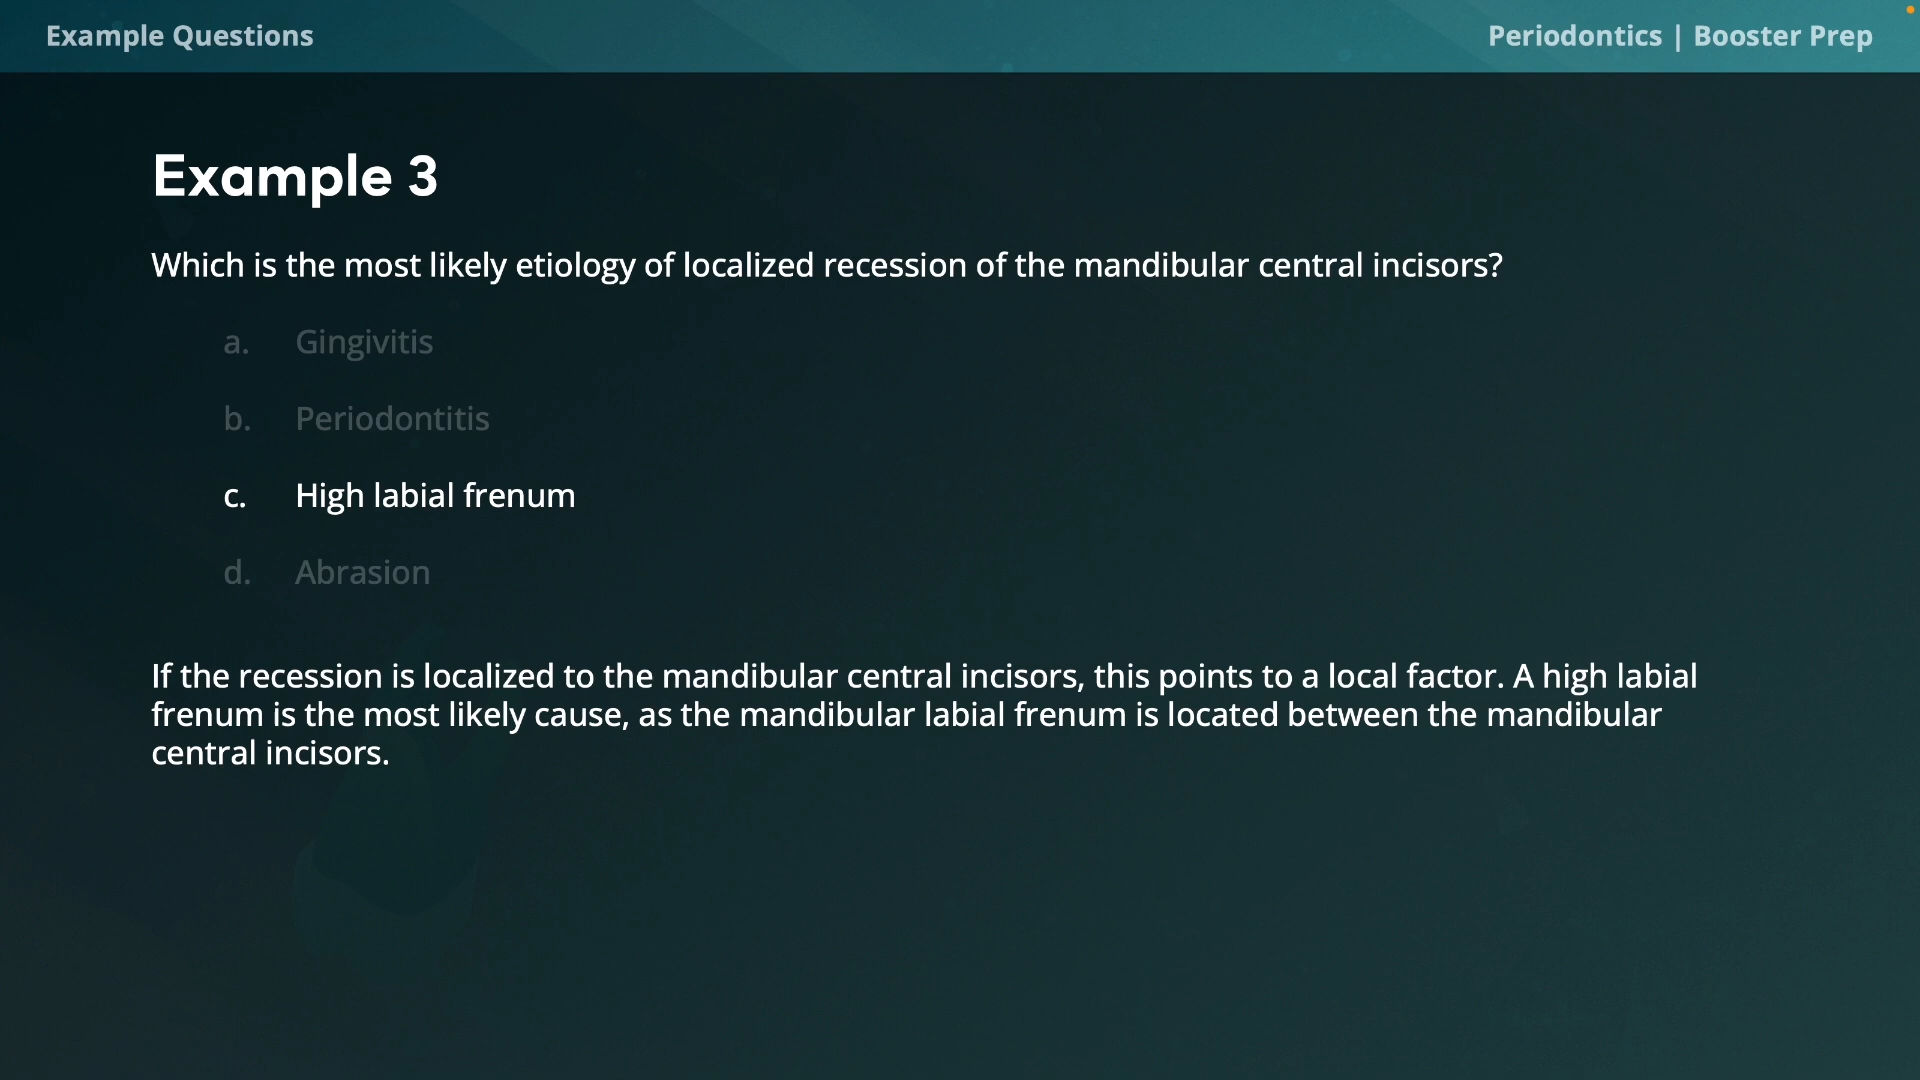 Example Questions
Periodontics | Booster Prep
Example 3
Which is the most likely etiology of localized recession of the mandibular central incisors?
a. Gingivitis
b. Periodontitis
c. High labial frenum
d. Abrasion
If the recession is localized to the mandibular central incisors, this points to a local factor. A high labial
frenum is the most likely cause, as the mandibular labial frenum is located between the mandibular
central incisors.